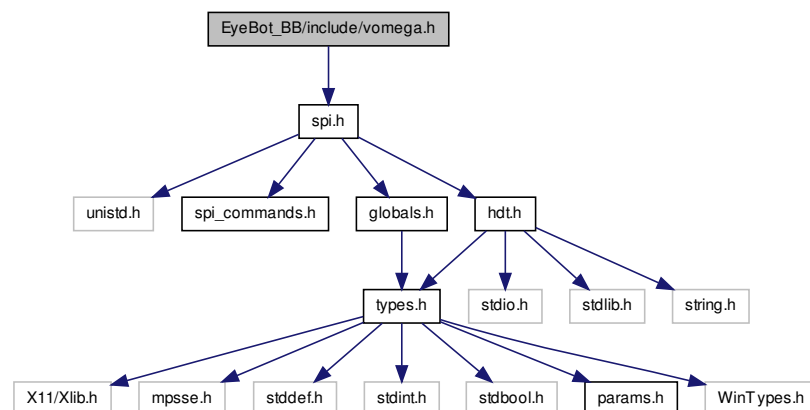 EyeBot_BB/include/vomega.h
spi.h
unistd.h
spi_commands.h
globals.h
hdt.h
types.h
stdio.h
stdlib.h
string.h
X11/Xlib.h
mpsse.h
stddef.h
stdint.h
stdbool.h
params.h
WinTypes.h